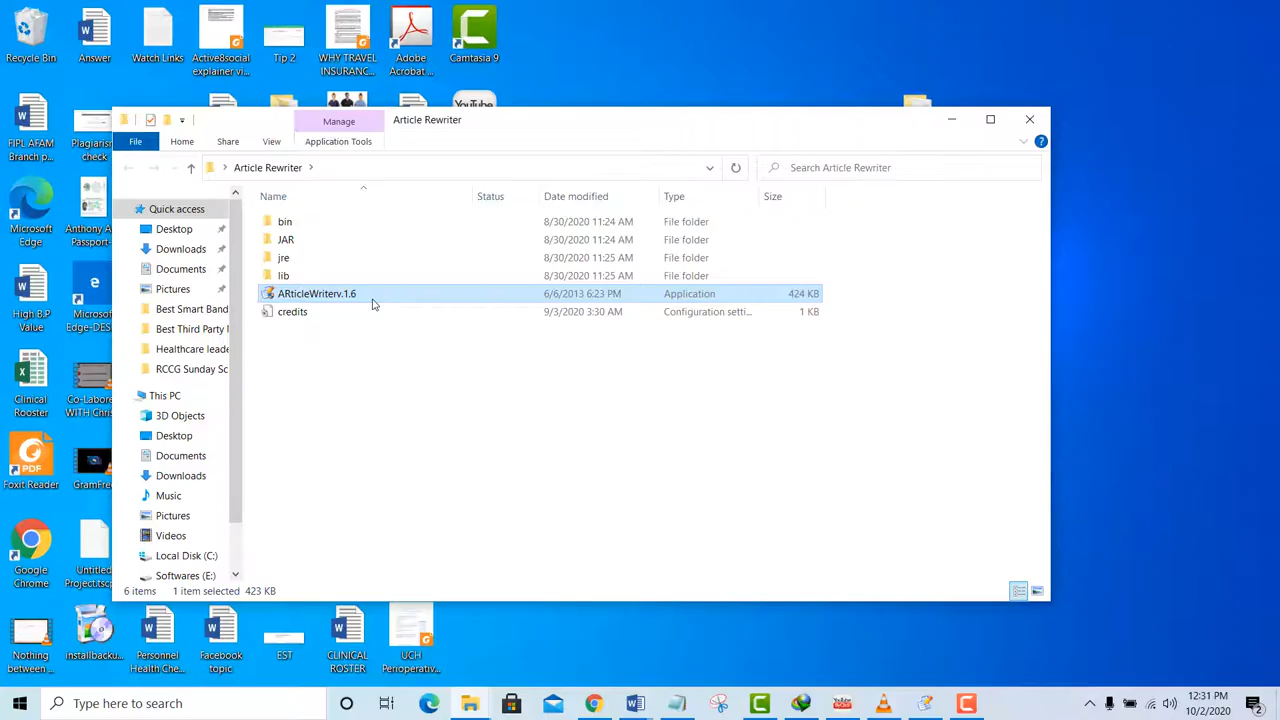 Recycle Bin
Answer
Watch Links
Active8social
explainer vi...
Tip 2
WHY TRAVEL
INSURANC...
Adobe
Acrobat ...
Camtasia 9
YouTube
Manage
Article Rewriter
File
Home
Share
View
Application Tools
Article Rewriter
Search Article Rewriter
Name
Status
Date modified
Type
Size
bin
8/30/2020 11:24 AM
File folder
JAR
8/30/2020 11:24 AM
File folder
jre
8/30/2020 11:25 AM
File folder
lib
8/30/2020 11:25 AM
File folder
ARticleWriterv.1.6
6/6/2013 6:23 PM
Application
424 KB
credits
9/3/2020 3:30 AM
Configuration setti...
1 KB
Quick access
Desktop
Downloads
Documents
Pictures
Best Smart Band
Best Third Party
Healthcare leade
RCCG Sunday Sc
This PC
3D Objects
Desktop
Documents
Downloads
Music
Pictures
Videos
Local Disk (C:)
Softwares (E:)
6 items
1 item selected
423 KB
FIPL AFAM
Branch p...
Plagiarism
check
Microsoft
Edge
Anthony A
Passport-
High B.P
Value
Microsoft
Edge-DES
Clinical
Rooster
Co-Labore
WITH Chris
PDF
Foxit Reader
GramFre
Google
Chrome
Untitled
Project.tsc
Nothing
between ...
installbacku...
Personnel
Health Che...
Facebook
topic
EST
CLINICAL
ROSTER
UCH
Perioperativ...
Type here to search
12:31 PM
10/22/2020
2